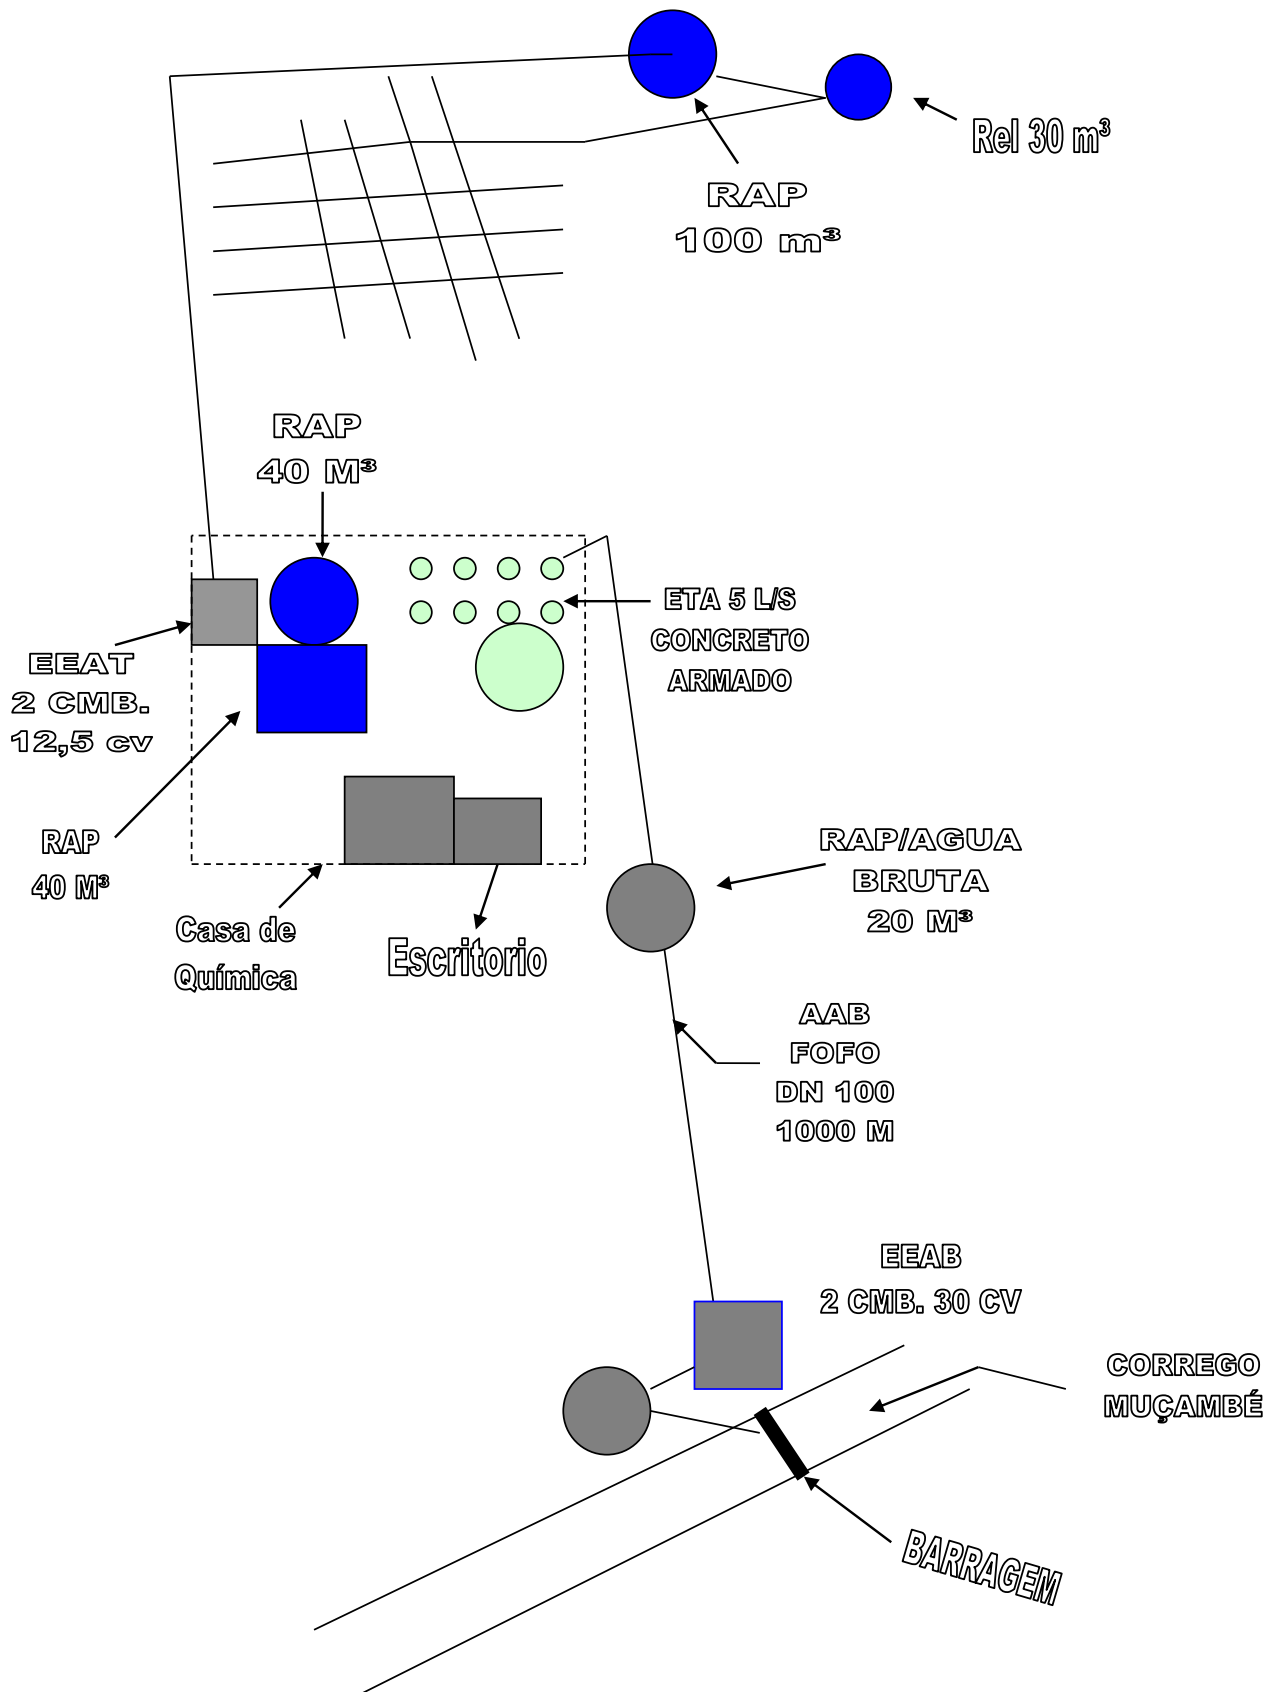 Rel 30 m³
RAP
100 m³
RAP
40 M³
ETA 5 L/S
CONCRETO
ARMADO
EEAT
2 CMB.
12,5 cv
RAP
40 M³
RAP/AGUA
BRUTA
20 M³
Casa de
Química
Escritorio
AAB
FOFO
DN 100
1000 M
EEAB
2 CMB. 30 CV
CORREGO
MUÇAMBÉ
BARRAGEM